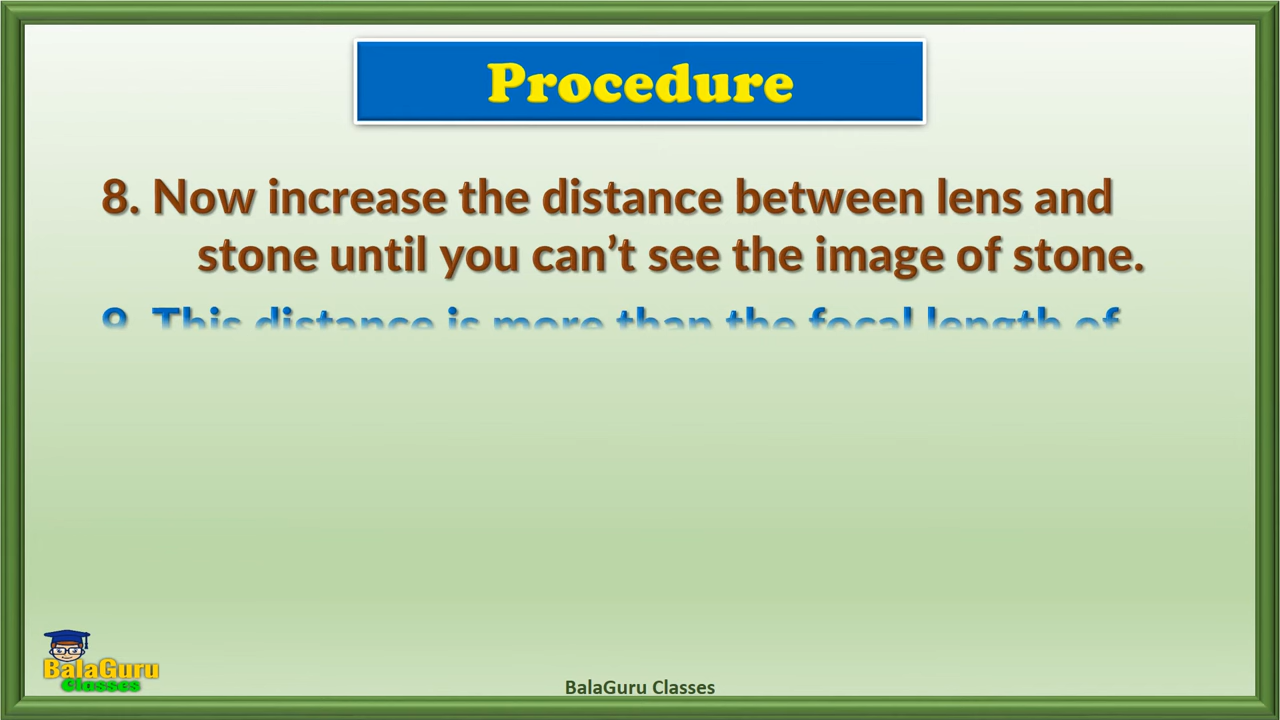 Procedure
8. Now increase the distance between lens and
stone until you can’t see the image of stone.
9. This distance is more than the focal length of
BalaGuru
Classes
BalaGuru Classes